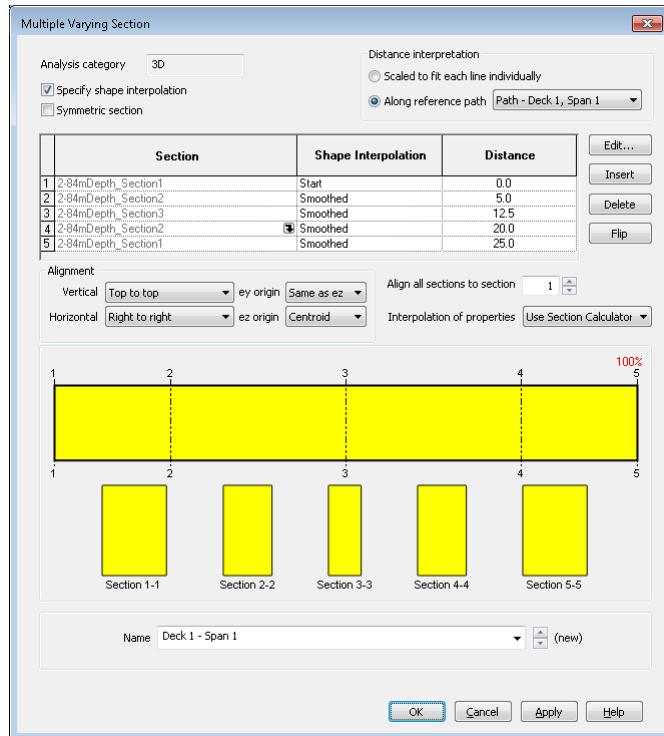 Multiple Varying Section
Analysis category 3D
Specify shape interpolation
Symmetric section
Distance interpretation
Scaled to fit each line individually
Along reference path Path - Deck 1, Span 1
Section Shape Interpolation Distance
1 2-84mDepth_Section1 Start 0.0
2 2-84mDepth_Section2 Smoothed 5.0
3 2-84mDepth_Section3 Smoothed 12.5
4 2-84mDepth_Section2 Smoothed 20.0
5 2-84mDepth_Section1 Smoothed 25.0
Edit...
Insert
Delete
Flip
Alignment
Vertical Top to top ey origin Same as ez
Horizontal Right to right ez origin Centroid
Align all sections to section 1
Interpolation of properties Use Section Calculator
100%
1 2 3 4 5
1 2 3 4 5
Section 1-1 Section 2-2 Section 3-3 Section 4-4 Section 5-5
Name Deck 1 - Span 1 (new)
OK Cancel Apply Help